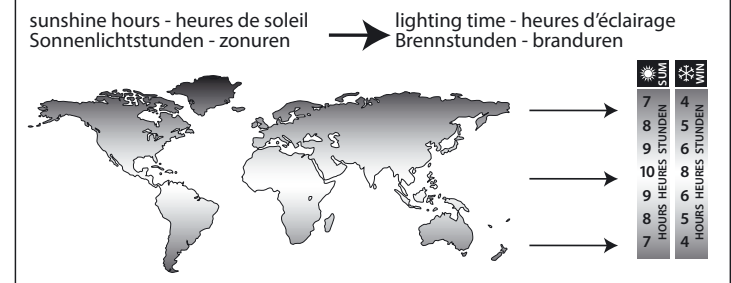 sunshine hours - heures de soleil
Sonnenlichtstunden - zonuren
lighting time - heures d'éclairage
Brennstunden - branduren
SUM WIN
7 4
8 5
9 6
10 8
9 6
8 5
7 4
HOURS HEURES STUNDEN
HOURS HEURES STUNDEN